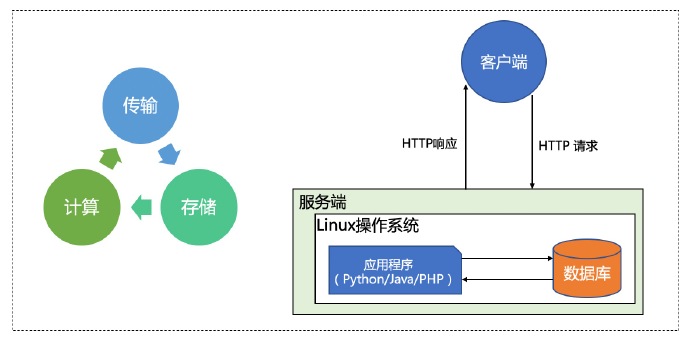 传输
计算
存储
客户端
HTTP响应
HTTP 请求
服务端
Linux操作系统
应用程序
（Python/Java/PHP）
数据库